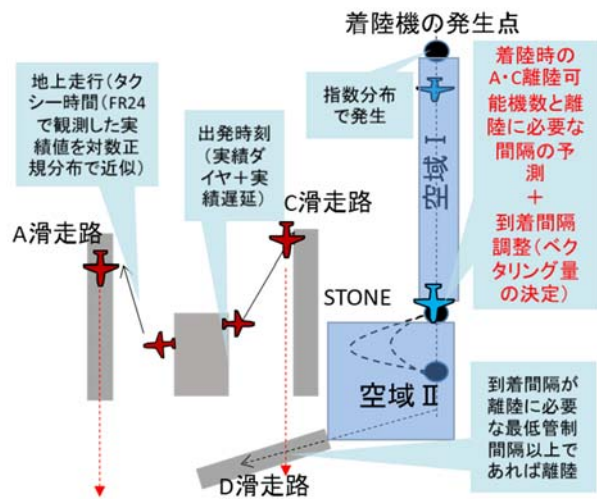 着陸機の発生点
地上走行(タク
シー時間(FR24
で観測した実
績値を対数正
規分布で近似)
出発時刻
(実績ダ
イヤ+実
績遅延)
指数分布
で発生
空域Ⅰ
着陸時の
A・C離陸可
能機数と離
陸に必要な
間隔の予
測
+
到着間隔
調整(ベク
タリング量
の決定)
A滑走路
C滑走路
STONE
空域Ⅱ
D滑走路
到着間隔が
離陸に必要
な最低管制
間隔以上で
あれば離陸